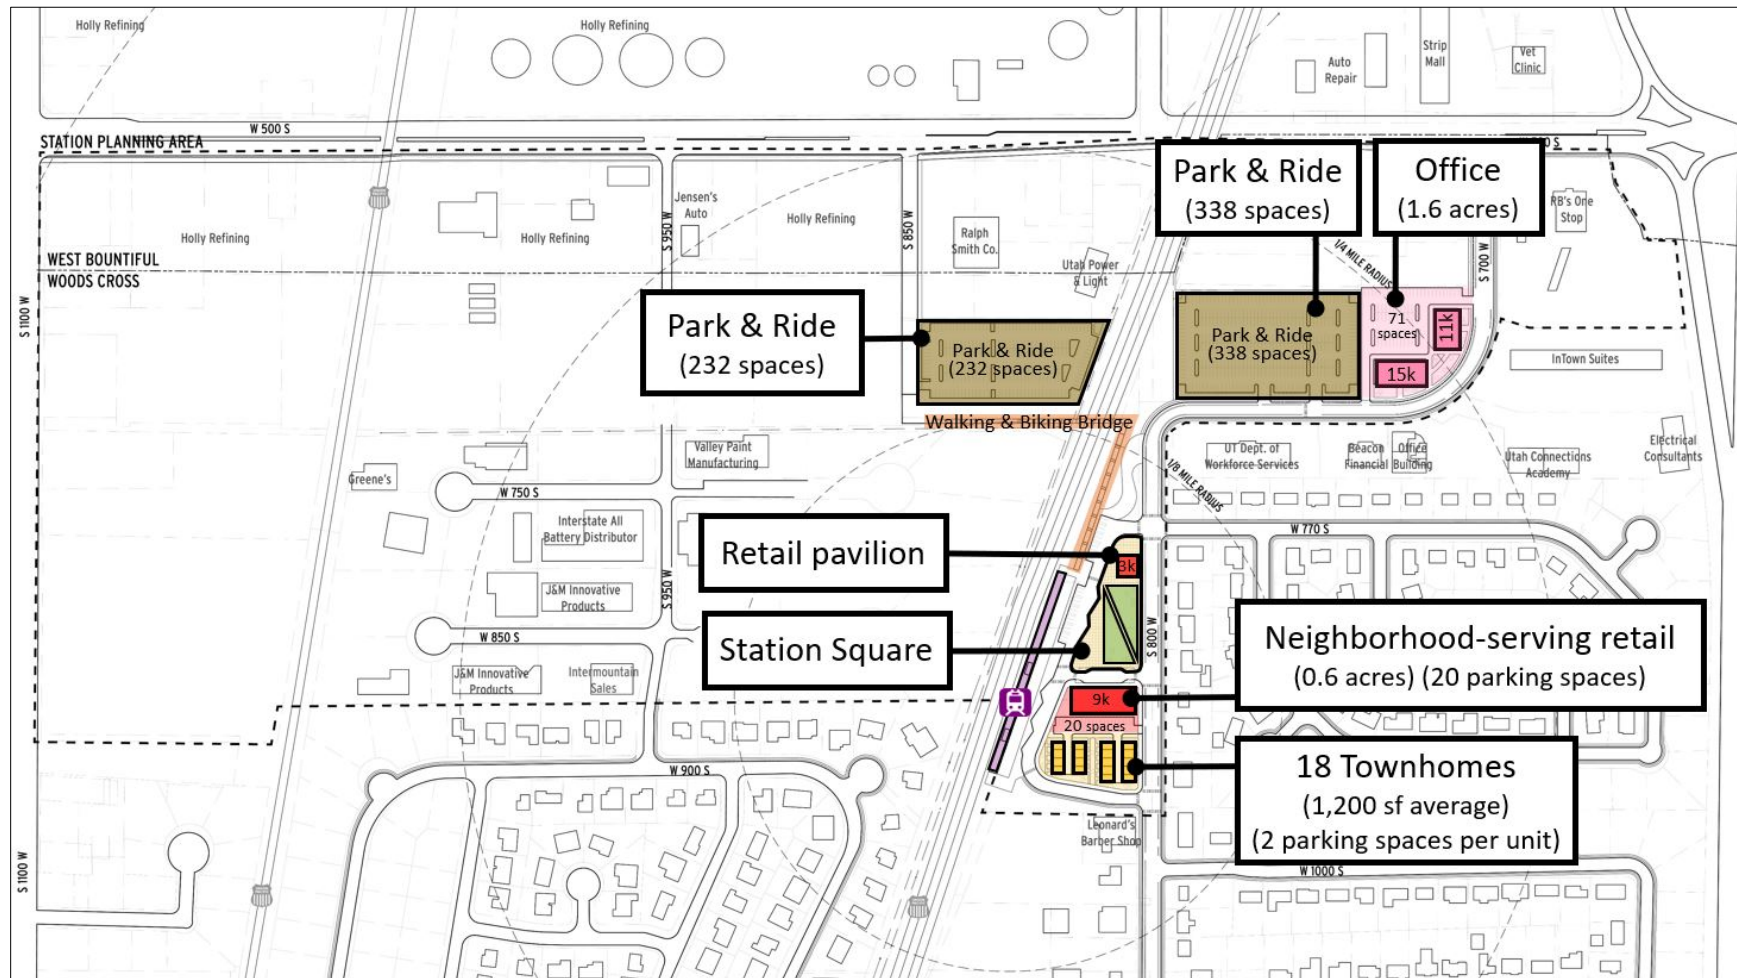 Holly Refining
Holly Refining
Auto
Repair
Strip
Mall
Vet
Clinic
W 500 S
STATION PLANNING AREA
Park & Ride
(338 spaces)
Office
(1.6 acres)
RB's One
Stop
Jensen's
Auto
Holly Refining
Holly Refining
Holly Refining
S 950 W
S 850 W
Ralph
Smith Co.
Utah Power
& Light
1/4 MILE RADIUS
S 700 W
WEST BOUNTIFUL
WOODS CROSS
S 1100 W
Park & Ride
(232 spaces)
Park & Ride
(232 spaces)
Park & Ride
(338 spaces)
71
spaces
11k
15k
InTown Suites
Walking & Biking Bridge
Valley Paint
Manufacturing
Greene's
UT Dept. of
Workforce Services
Beacon
Financial
Office
Building
Utah Connections
Academy
Electrical
Consultants
1/8 MILE RADIUS
W 750 S
Interstate All
Battery Distributor
W 770 S
Retail pavilion
3k
J&M Innovative
Products
S 950 W
W 850 S
Station Square
S 800 W
Neighborhood-serving retail
(0.6 acres) (20 parking spaces)
J&M Innovative
Products
Intermountain
Sales
9k
20 spaces
W 900 S
18 Townhomes
(1,200 sf average)
(2 parking spaces per unit)
Leonard's
Barber Shop
S 1100 W
W 1000 S